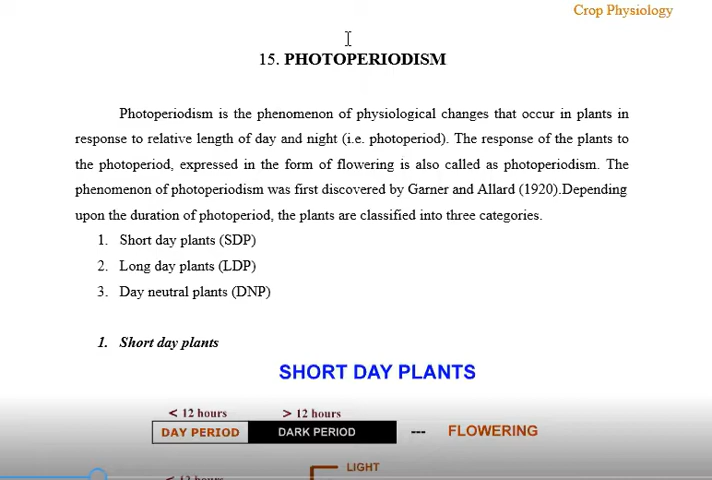 Crop Physiology
15. PHOTOPERIODISM
Photoperiodism is the phenomenon of physiological changes that occur in plants in
response to relative length of day and night (i.e. photoperiod). The response of the plants to
the photoperiod, expressed in the form of flowering is also called as photoperiodism. The
phenomenon of photoperiodism was first discovered by Garner and Allard (1920).Depending
upon the duration of photoperiod, the plants are classified into three categories.
1. Short day plants (SDP)
2. Long day plants (LDP)
3. Day neutral plants (DNP)
1. Short day plants
SHORT DAY PLANTS
< 12 hours > 12 hours
DAY PERIOD DARK PERIOD --- FLOWERING
LIGHT
< 12 hours